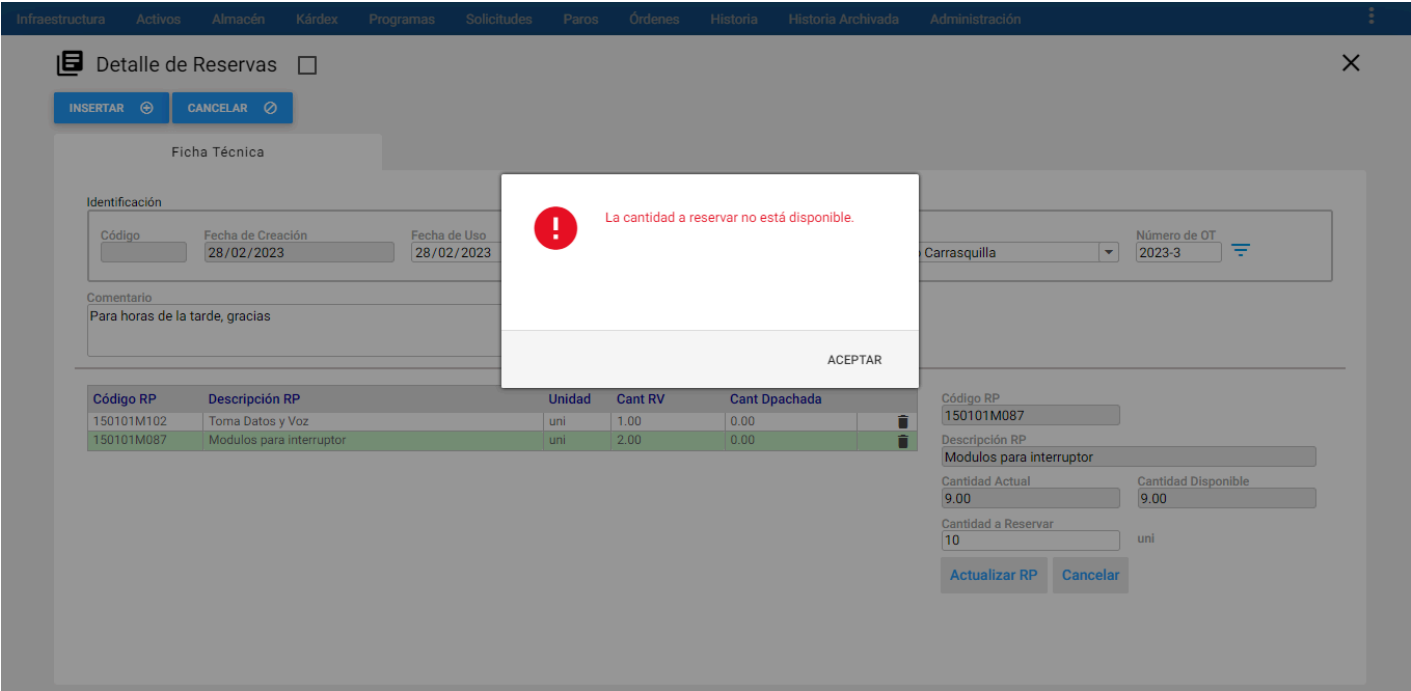 Infraestructura Activos Almacén Kárdex Programas Solicitudes Paros Órdenes Historia Historia Archivada Administración
Detalle de Reservas
INSERTAR CANCELAR
Ficha Técnica
La cantidad a reservar no está disponible.
ACEPTAR
Identificación
Código Fecha de Creación Fecha de Uso Número de OT
28/02/2023 28/02/2023 Carrasquilla 2023-3
Comentario
Para horas de la tarde, gracias
Código RP Descripción RP Unidad Cant RV Cant Dpachada
150101M102 Toma Datos y Voz uni 1.00 0.00
150101M087 Modulos para interruptor uni 2.00 0.00
Código RP
150101M087
Descripción RP
Modulos para interruptor
Cantidad Actual Cantidad Disponible
9.00 9.00
Cantidad a Reservar
10 uni
Actualizar RP Cancelar